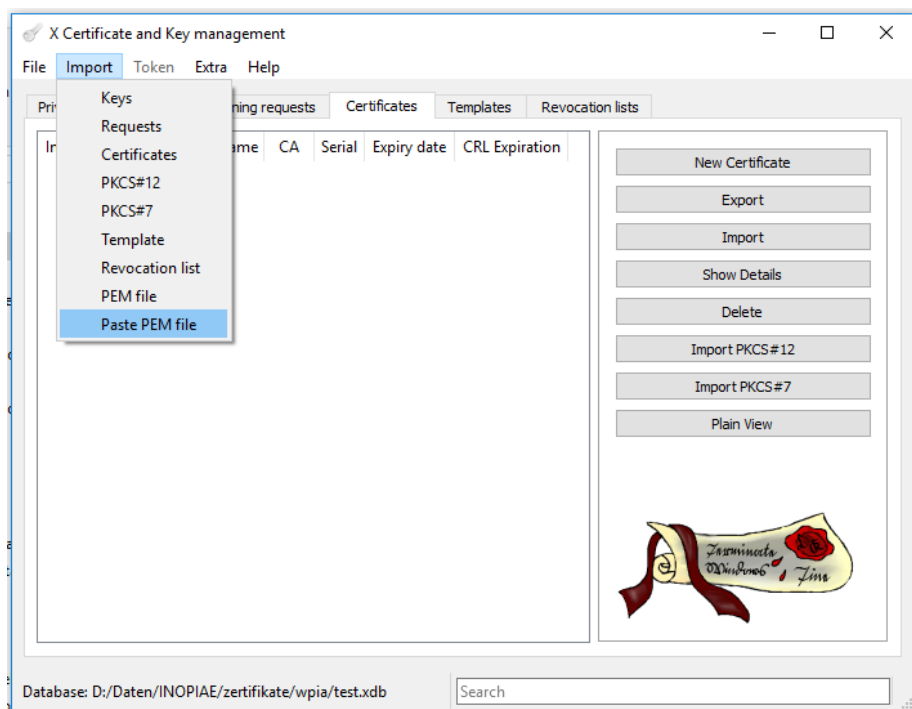 X Certificate and Key management
File Import Token Extra Help
Keys
Requests
Certificates
PKCS#12
PKCS#7
Template
Revocation list
PEM file
Paste PEM file
Pri ning requests Certificates Templates Revocation lists
In ame CA Serial Expiry date CRL Expiration
New Certificate
Export
Import
Show Details
Delete
Import PKCS#12
Import PKCS#7
Plain View
Windows
Database: D:/Daten/INOPIAE/zertifikate/wpia/test.xdb
Search